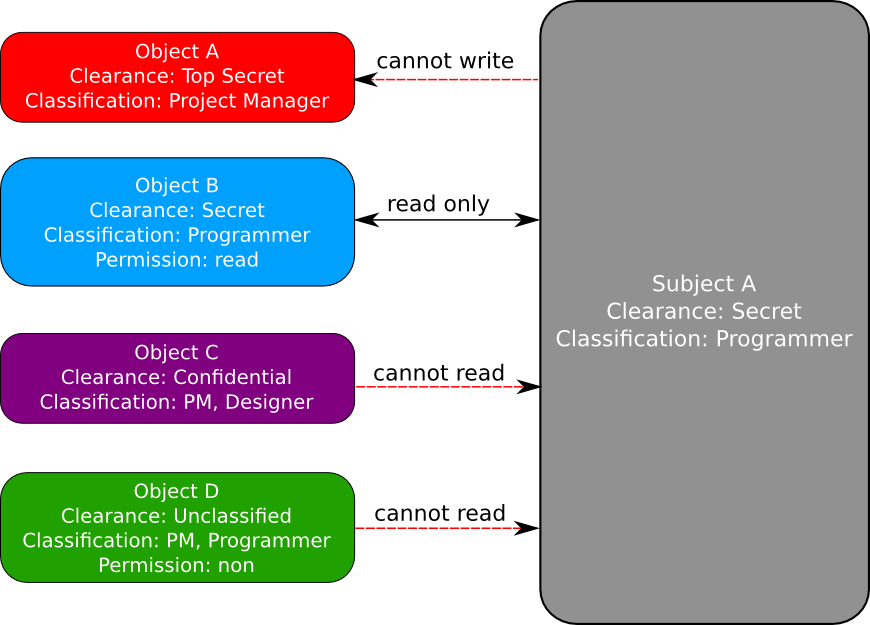 Object A
Clearance: Top Secret
Classification: Project Manager
cannot write
Object B
Clearance: Secret
Classification: Programmer
Permission: read
read only
Object C
Clearance: Confidential
Classification: PM, Designer
cannot read
Object D
Clearance: Unclassified
Classification: PM, Programmer
Permission: non
cannot read
Subject A
Clearance: Secret
Classification: Programmer